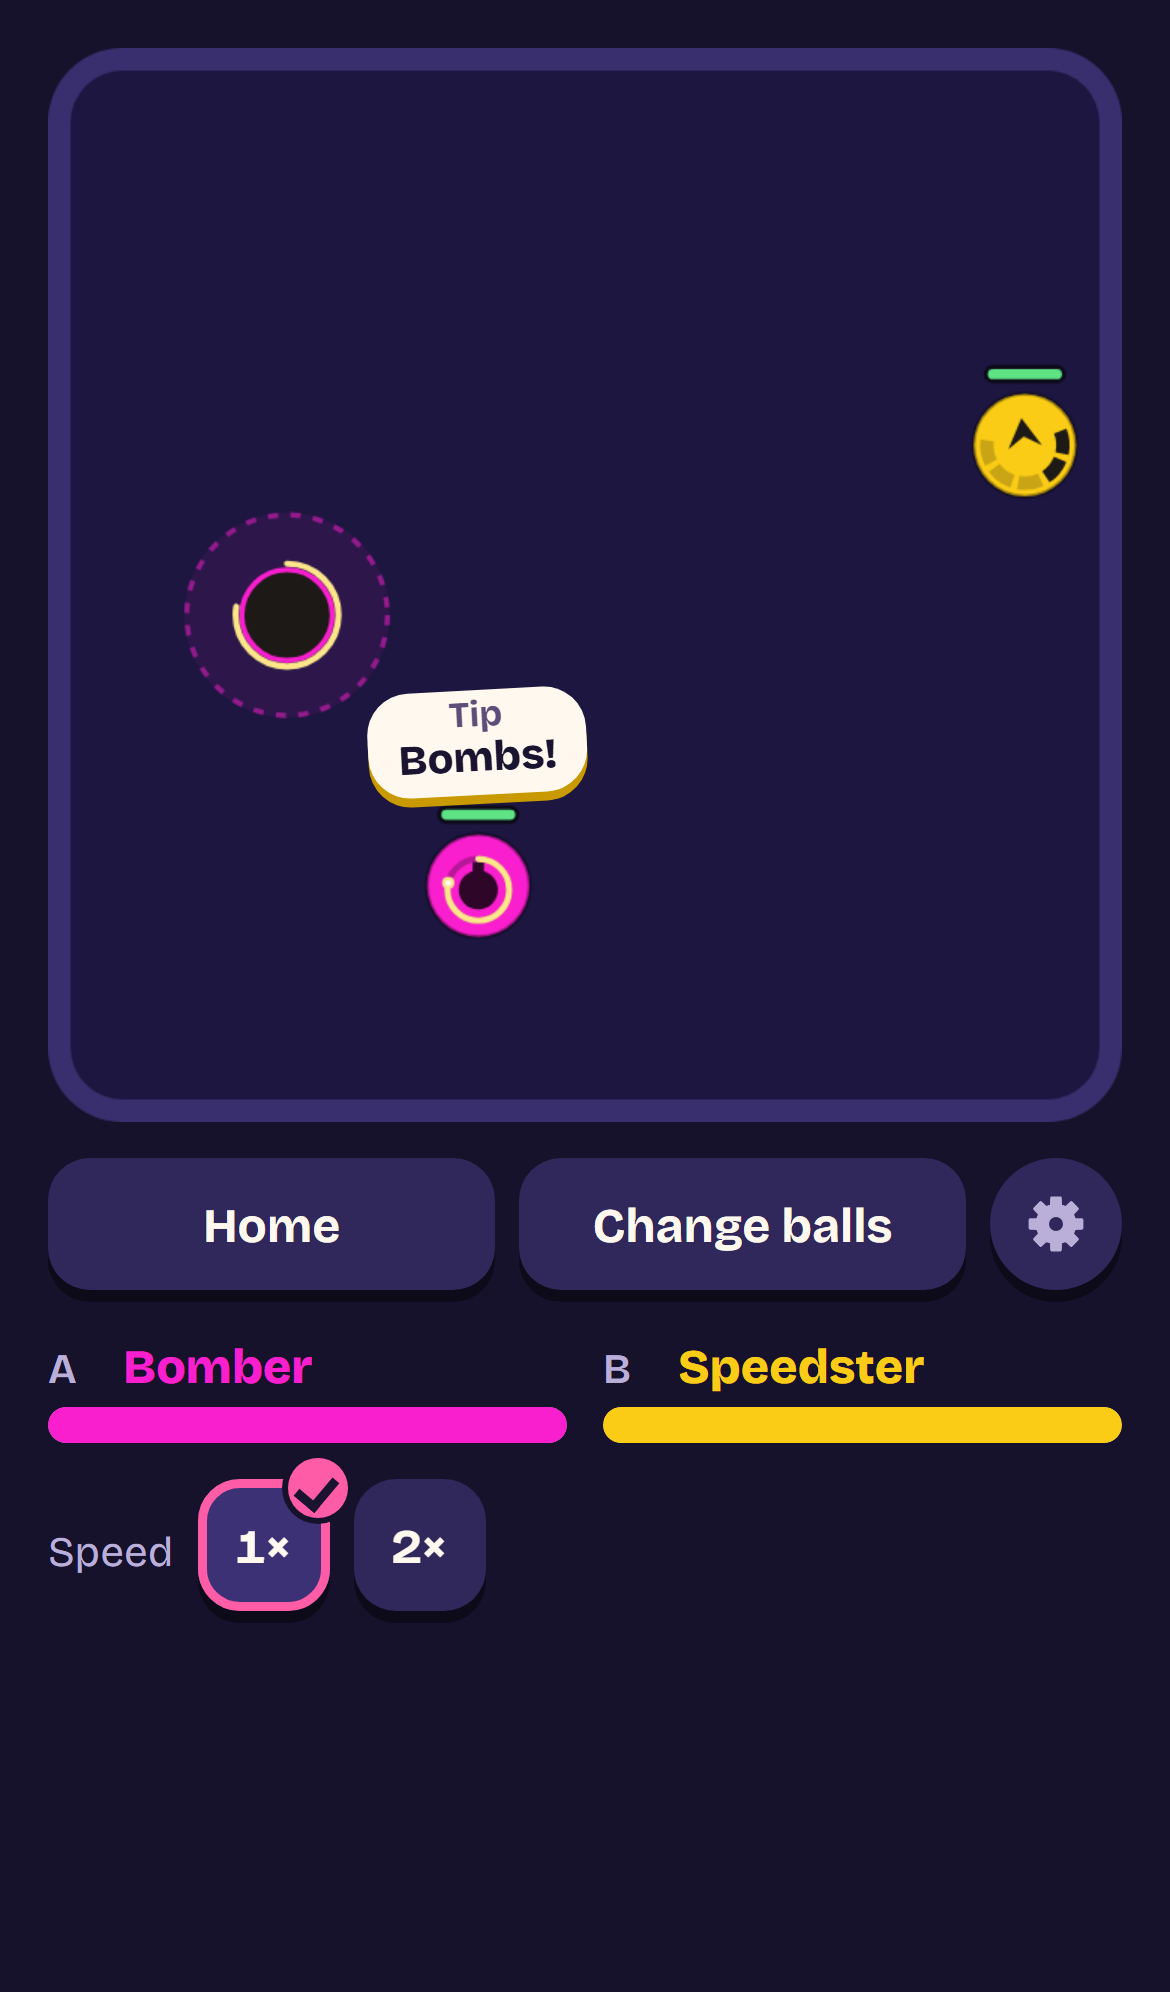 Tip
Bombs!
Home
Change balls
A Bomber
B Speedster
Speed 1× 2×